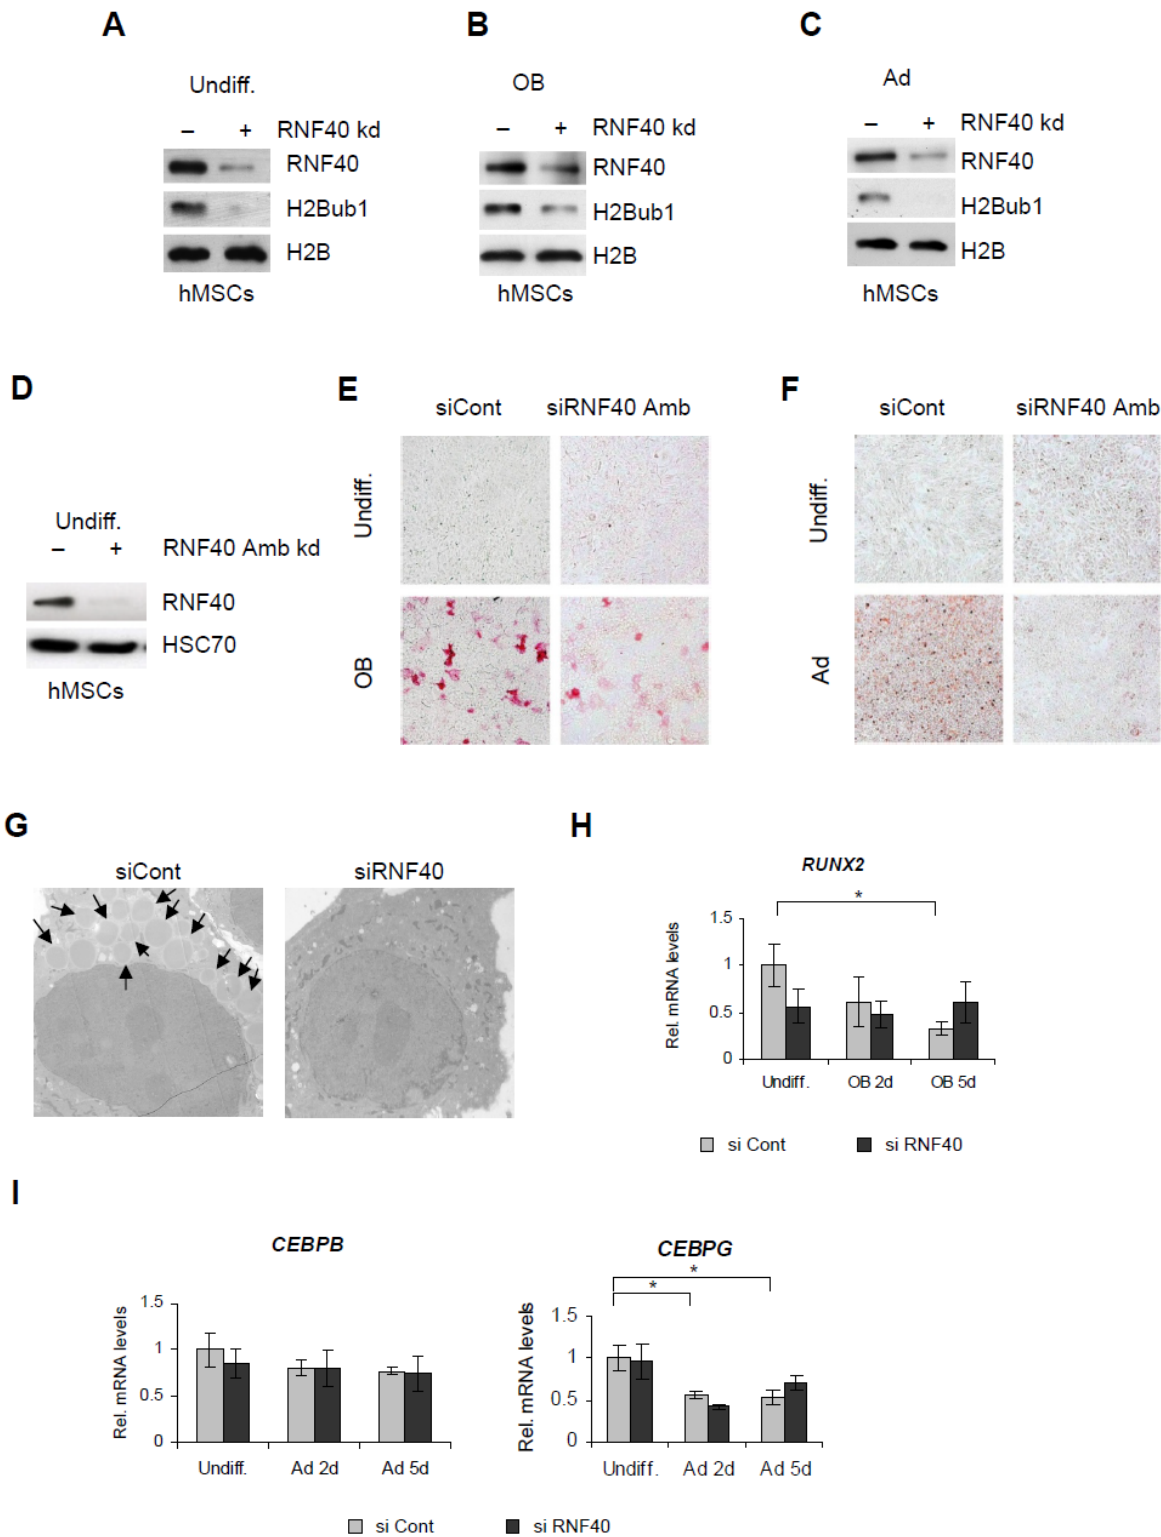 A
B
C
Undiff.
OB
Ad
– + RNF40 kd
RNF40
H2Bub1
H2B
hMSCs
– + RNF40 kd
RNF40
H2Bub1
H2B
hMSCs
– + RNF40 kd
RNF40
H2Bub1
H2B
hMSCs
D
Undiff.
– + RNF40 Amb kd
RNF40
HSC70
hMSCs
E
siCont siRNF40 Amb
Undiff.
OB
F
siCont siRNF40 Amb
Undiff.
Ad
G
siCont siRNF40
H
RUNX2
*
Rel. mRNA levels
1.5
1
0.5
0
Undiff. OB 2d OB 5d
si Cont si RNF40
I
CEBPB
Rel. mRNA levels
1.5
1
0.5
0
Undiff. Ad 2d Ad 5d
CEBPG
*
*
Rel. mRNA levels
1.5
1
0.5
0
Undiff. Ad 2d Ad 5d
si Cont si RNF40